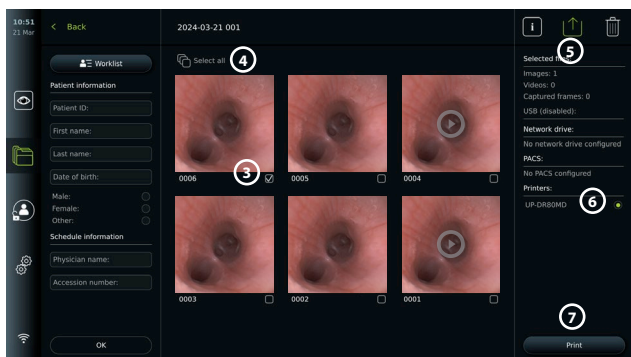 10:51
21 Mar
Back
Worklist
Patient information
Patient ID:
First name:
Last name:
Date of birth:
Male:
Female:
Other:
Schedule information
Physician name:
Accession number:
OK
2024-03-21 001
Select all
4
0006
3
0005
0004
0003
0002
0001
i
5
Selected fil
Images: 1
Videos: 0
Captured frames: 0
USB (disabled):
Network drive:
No network drive configured
PACS:
No PACS configured
Printers:
UP-DR80MD
6
7
Print